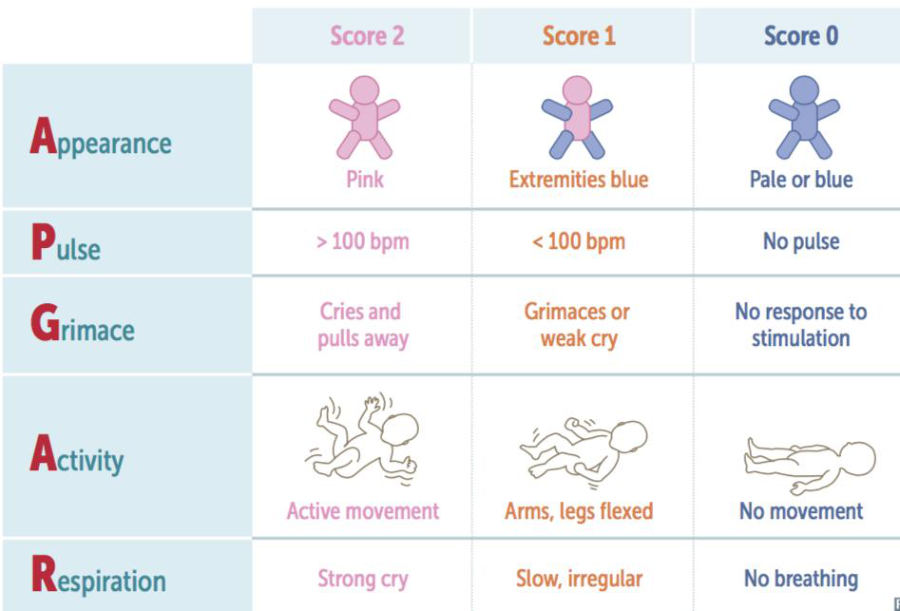 Score 2 Score 1 Score 0
Appearance
Pink Extremities blue Pale or blue
Pulse > 100 bpm < 100 bpm No pulse
Grimace
Cries and Grimaces or No response to
pulls away weak cry stimulation
Activity
Active movement Arms, legs flexed No movement
Respiration Strong cry Slow, irregular No breathing